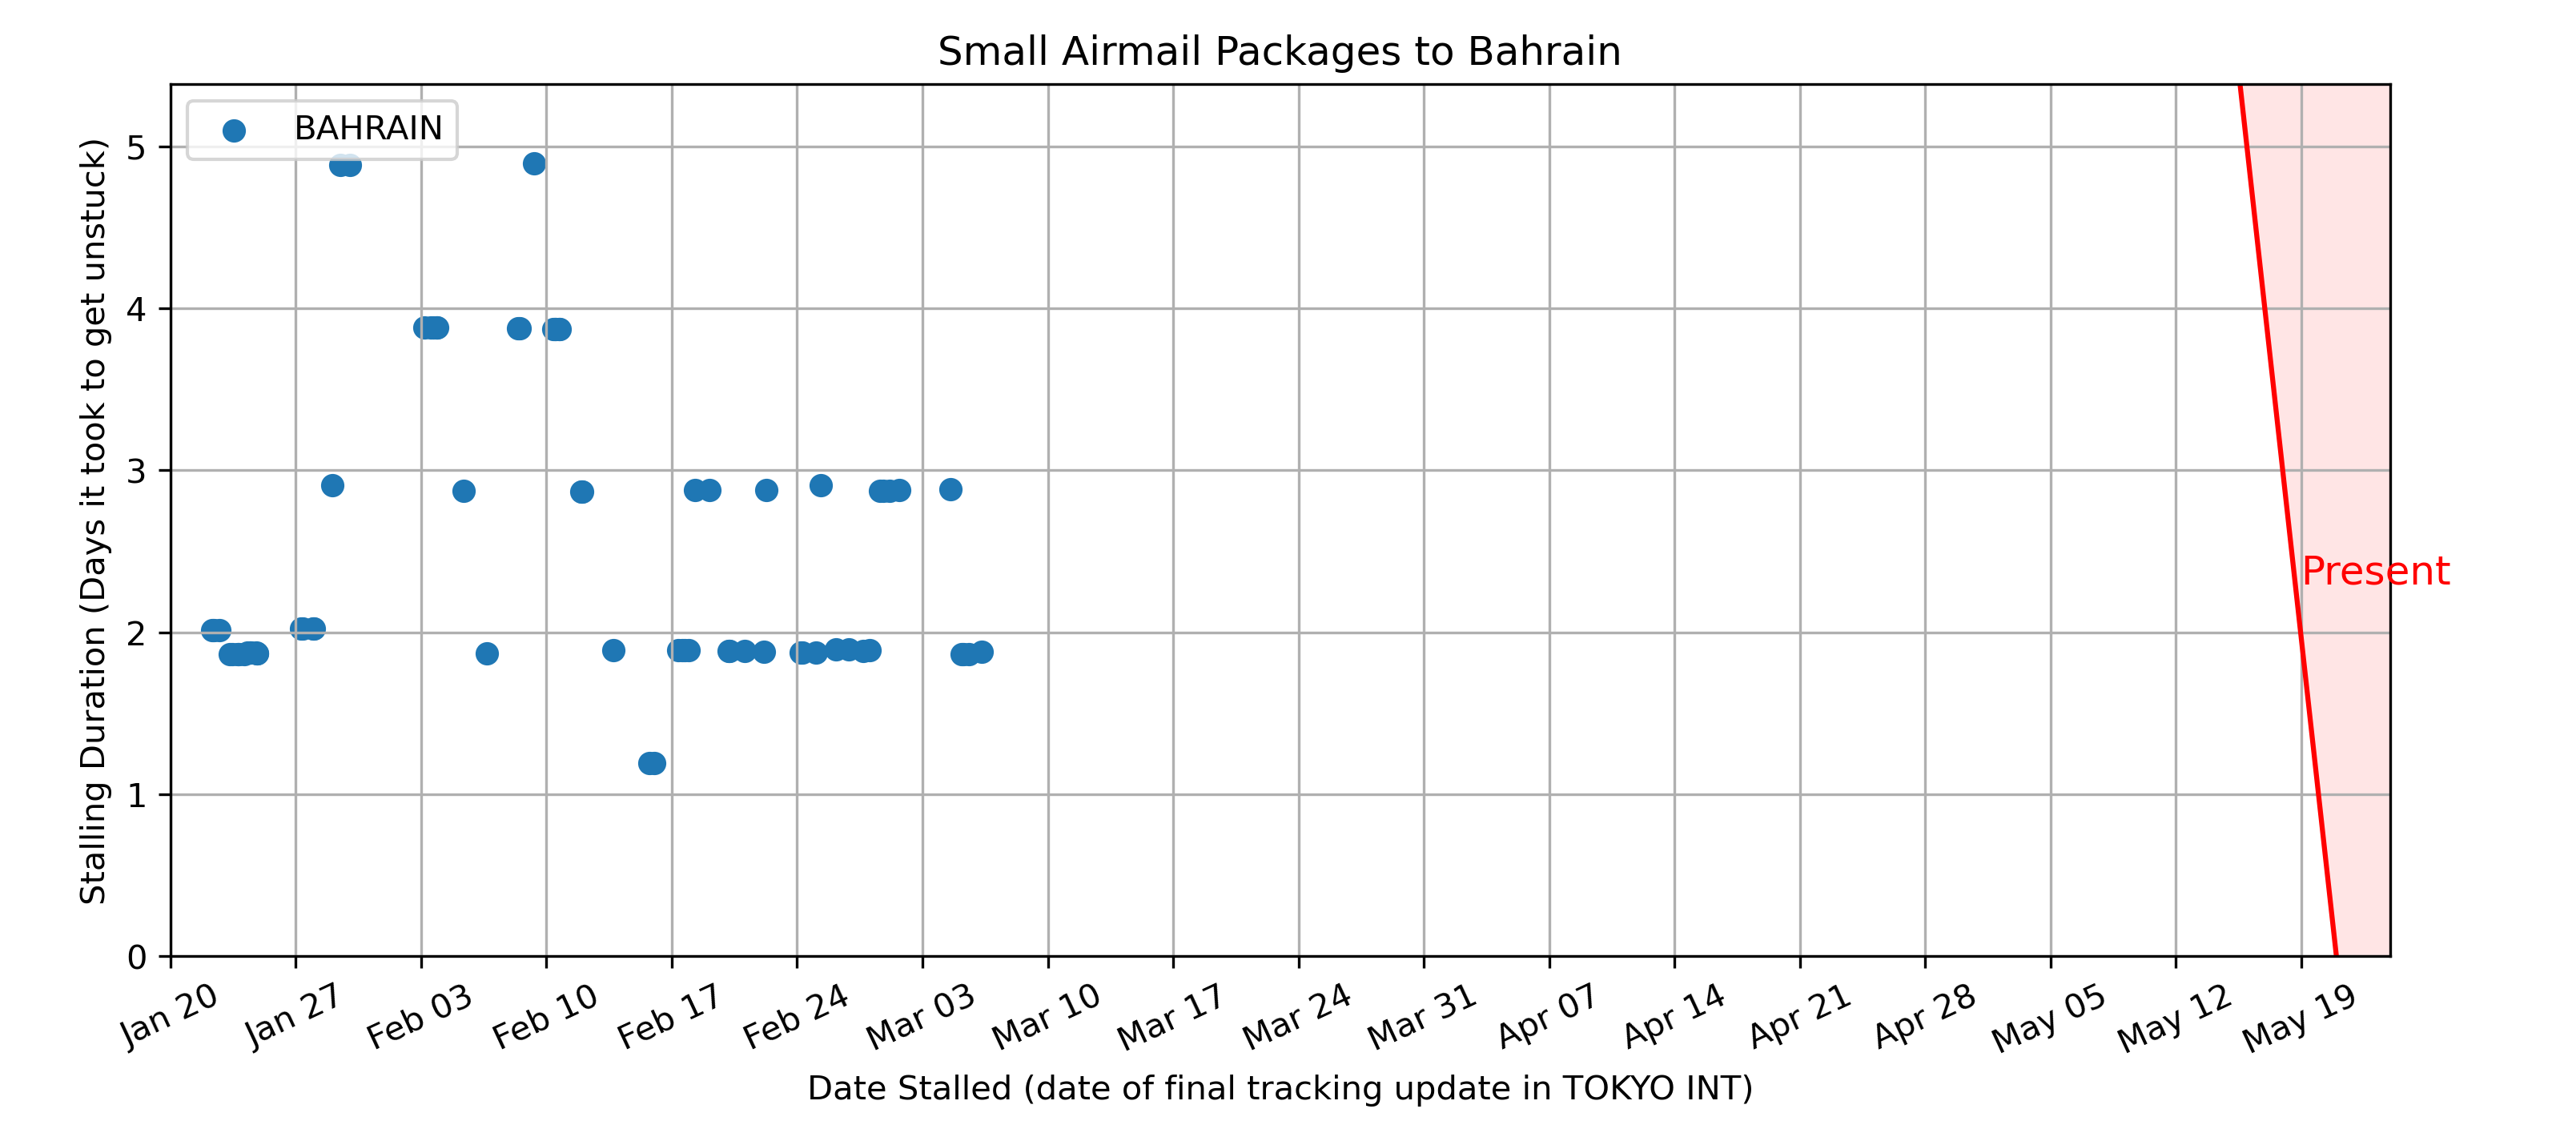 Small Airmail Packages to Bahrain
BAHRAIN
Stalling Duration (Days it took to get unstuck)
5
4
3
2
1
0
Present
Jan 20
Jan 27
Feb 03
Feb 10
Feb 17
Feb 24
Mar 03
Mar 10
Mar 17
Mar 24
Mar 31
Apr 07
Apr 14
Apr 21
Apr 28
May 05
May 12
May 19
Date Stalled (date of final tracking update in TOKYO INT)